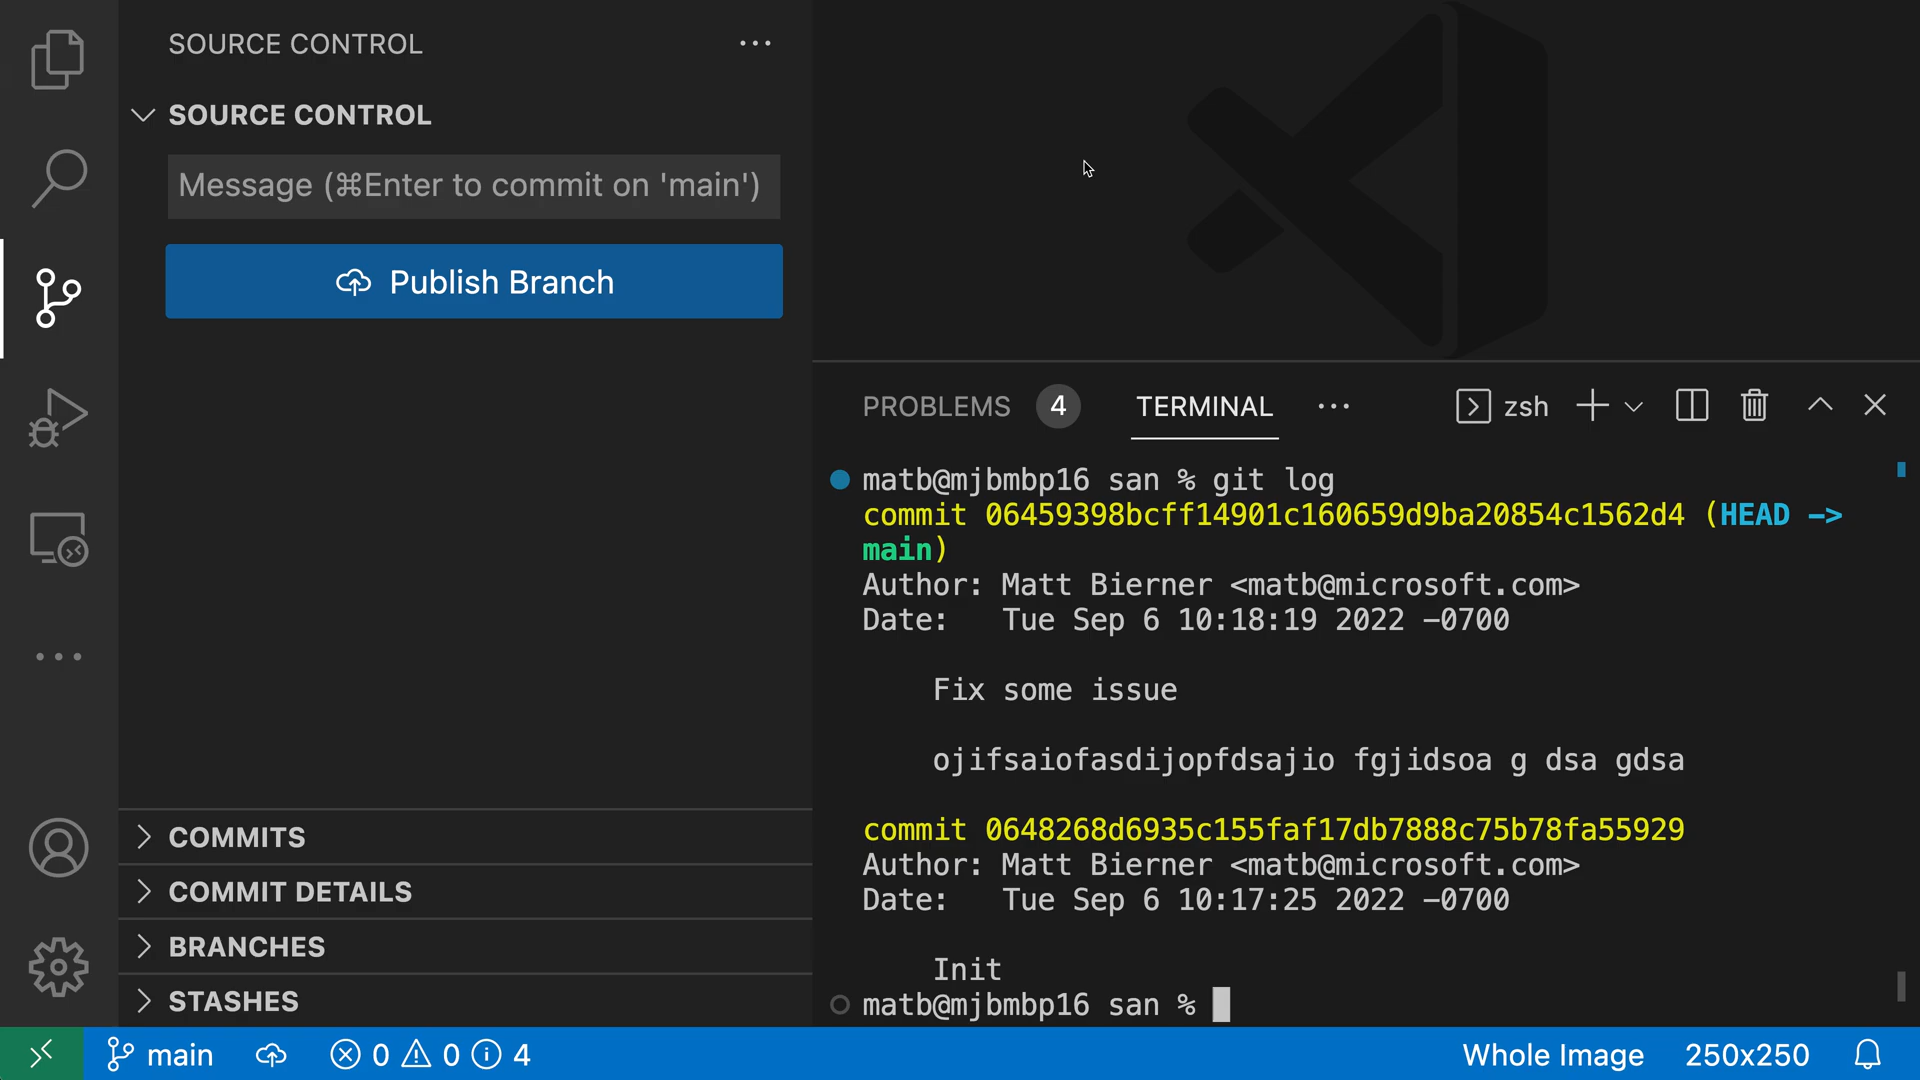 SOURCE CONTROL
SOURCE CONTROL
Message (⌘Enter to commit on 'main')
Publish Branch
COMMITS
COMMIT DETAILS
BRANCHES
STASHES
PROBLEMS 4 TERMINAL zsh
matb@mjbmbp16 san % git log
commit 06459398bcff14901c160659d9ba20854c1562d4 (HEAD ->
main)
Author: Matt Bierner <matb@microsoft.com>
Date:   Tue Sep 6 10:18:19 2022 -0700
Fix some issue
ojifsaiofasdijopfdsajio fgjidsoa g dsa gdsa
commit 0648268d6935c155faf17db7888c75b78fa55929
Author: Matt Bierner <matb@microsoft.com>
Date:   Tue Sep 6 10:17:25 2022 -0700
Init
matb@mjbmbp16 san %
main 0 0 4 Whole Image 250x250